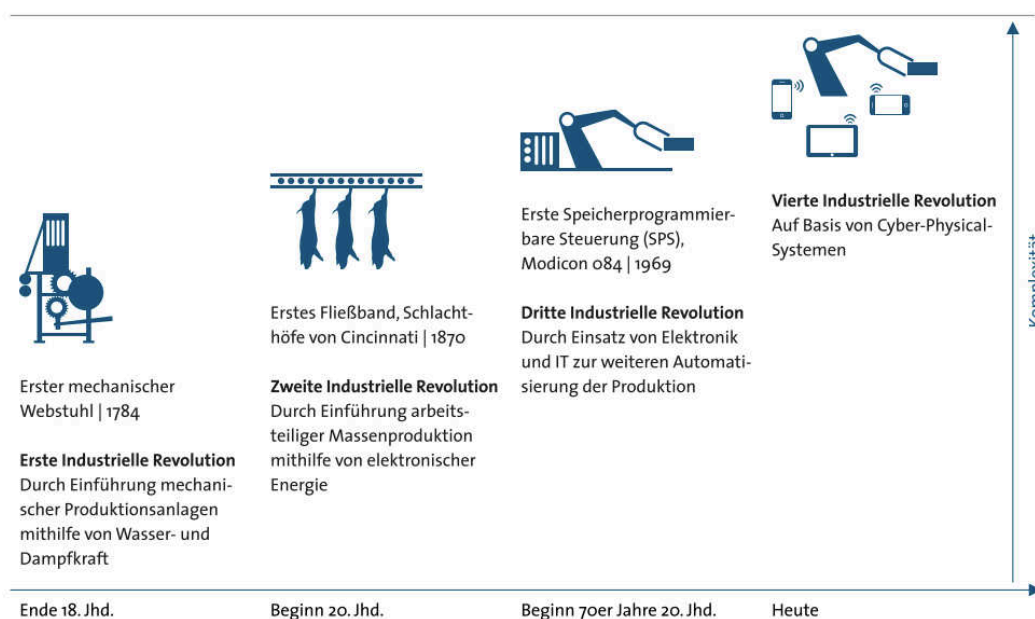 Erster mechanischer
Webstuhl | 1784
Erste Industrielle Revolution
Durch Einführung mechani-
scher Produktionsanlagen
mithilfe von Wasser- und
Dampfkraft
Erstes Fließband, Schlacht-
höfe von Cincinnati | 1870
Zweite Industrielle Revolution
Durch Einführung arbeits-
teiliger Massenproduktion
mithilfe von elektronischer
Energie
Erste Speicherprogrammier-
bare Steuerung (SPS),
Modicon 084 | 1969
Dritte Industrielle Revolution
Durch Einsatz von Elektronik
und IT zur weiteren Automati-
sierung der Produktion
Vierte Industrielle Revolution
Auf Basis von Cyber-Physical-
Systemen
Komplexität
Ende 18. Jhd.
Beginn 20. Jhd.
Beginn 70er Jahre 20. Jhd.
Heute